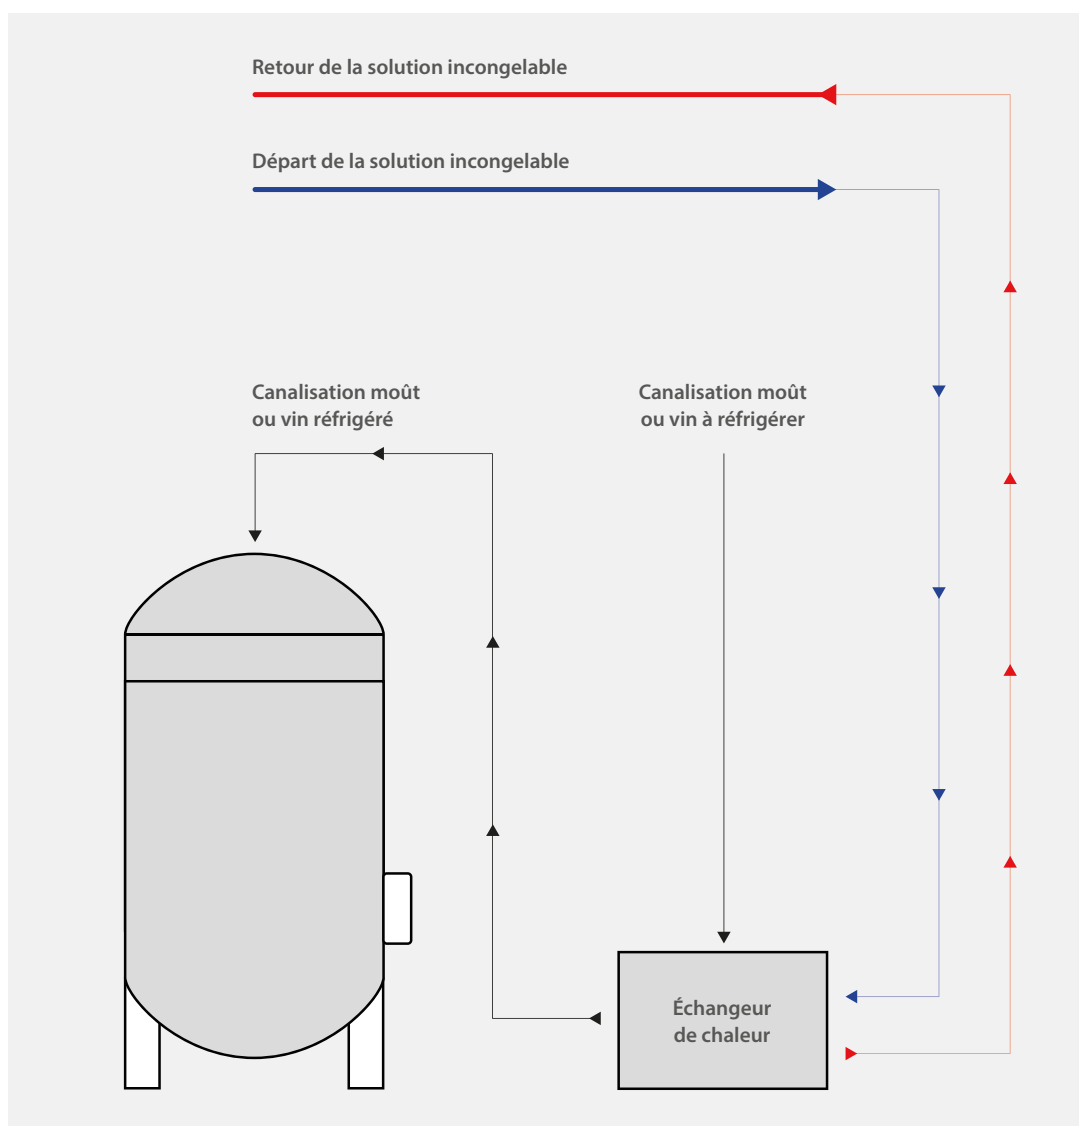 Retour de la solution incongelable
Départ de la solution incongelable
Canalisation moût
ou vin réfrigéré
Canalisation moût
ou vin à réfrigérer
Échangeur
de chaleur